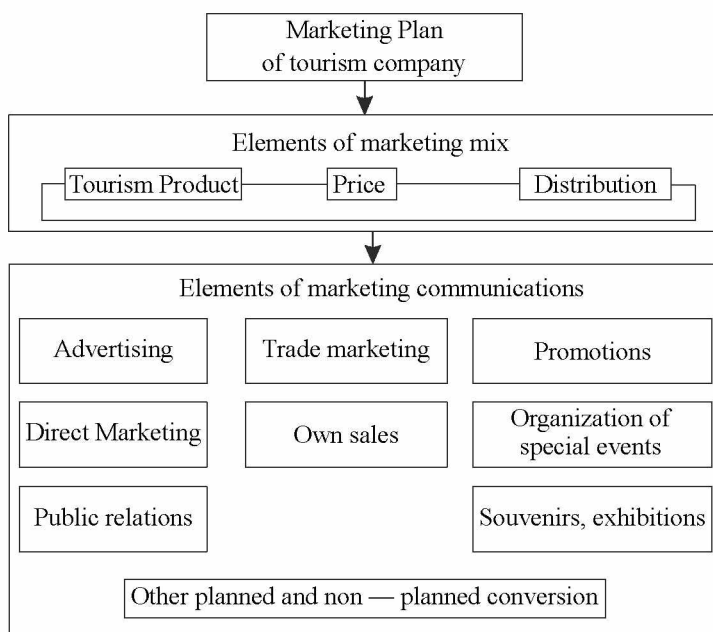 Marketing Plan
of tourism company
Elements of marketing mix
Tourism Product
Price
Distribution
Elements of marketing communications
Advertising
Trade marketing
Promotions
Direct Marketing
Own sales
Organization of
special events
Public relations
Souvenirs, exhibitions
Other planned and non — planned conversion